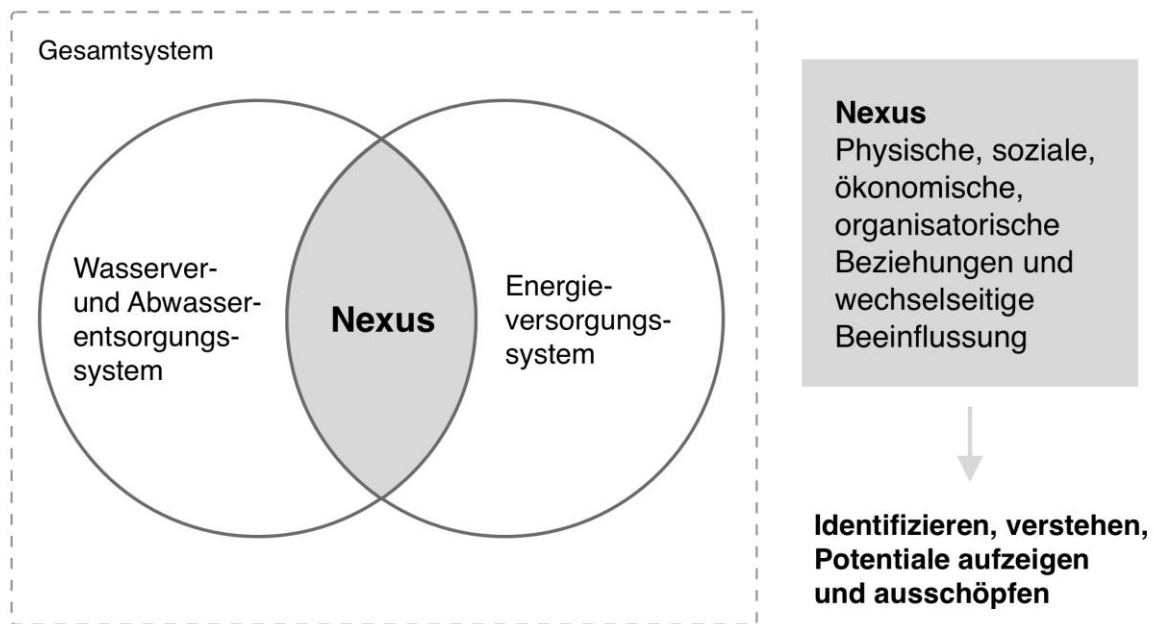 Gesamtsystem
Wasserver-
und Abwasser-
entsorgungs-
system
Nexus
Energie-
versorgungs-
system
Nexus
Physische, soziale,
ökonomische,
organisatorische
Beziehungen und
wechselseitige
Beeinflussung
Identifizieren, verstehen,
Potentiale aufzeigen
und ausschöpfen